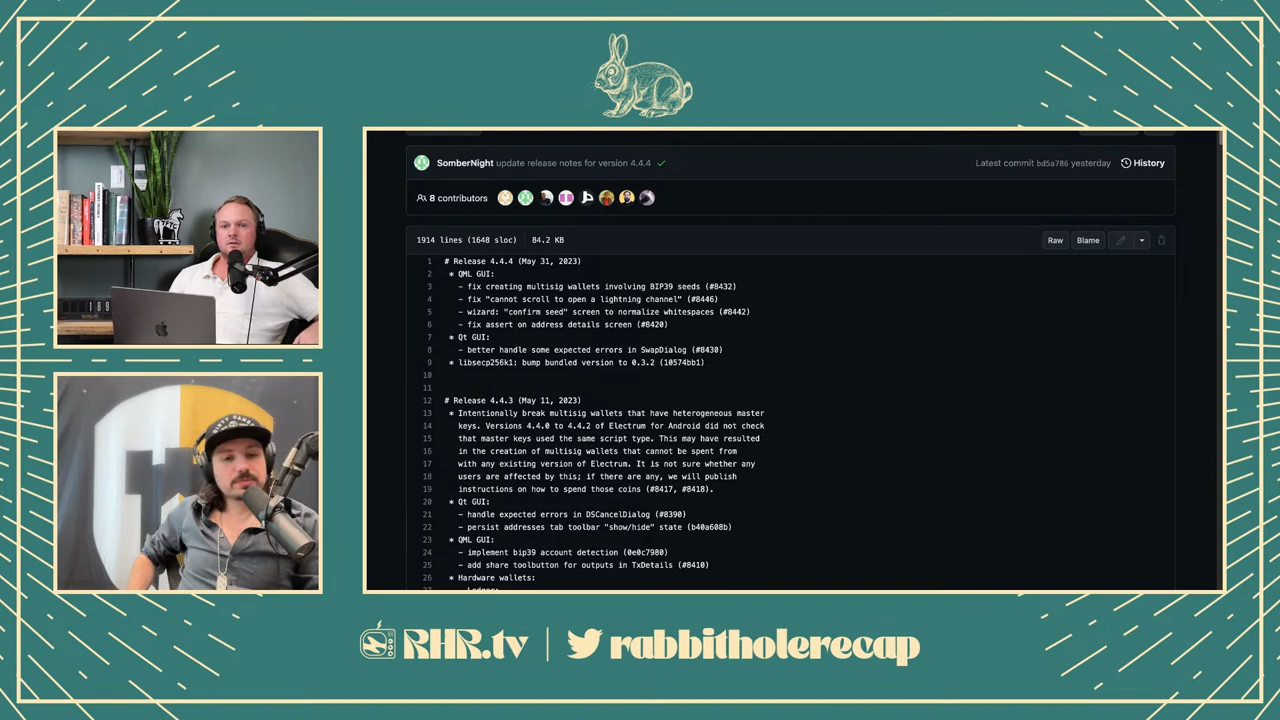 SomberNight update release notes for version 4.4.4
Latest commit bd5a786 yesterday
History
8 contributors
1914 lines (1648 sloc) 84.2 KB
Raw
Blame
1 # Release 4.4.4 (May 31, 2023)
2 * QML GUI:
3 - fix creating multisig wallets involving BIP39 seeds (#8432)
4 - fix "cannot scroll to open a lightning channel" (#8446)
5 - wizard: "confirm seed" screen to normalize whitespaces (#8442)
6 - fix assert on address details screen (#8420)
7 * Qt GUI:
8 - better handle some expected errors in SwapDialog (#8430)
9 * libsecp256k1: bump bundled version to 0.3.2 (10574bb1)
10
11
12 # Release 4.4.3 (May 11, 2023)
13 * Intentionally break multisig wallets that have heterogeneous master
14 keys. Versions 4.4.0 to 4.4.2 of Electrum for Android did not check
15 that master keys used the same script type. This may have resulted
16 in the creation of multisig wallets that cannot be spent from
17 with any existing version of Electrum. It is not sure whether any
18 users are affected by this; if there are any, we will publish
19 instructions on how to spend those coins (#8417, #8418).
20 * Qt GUI:
21 - handle expected errors in DSCancelDialog (#8390)
22 - persist addresses tab toolbar "show/hide" state (b40a608b)
23 * QML GUI:
24 - implement bip39 account detection (0e0c7980)
25 - add share toolbutton for outputs in TxDetails (#8410)
26 * Hardware wallets:
RHR.tv | rabbitholerecap